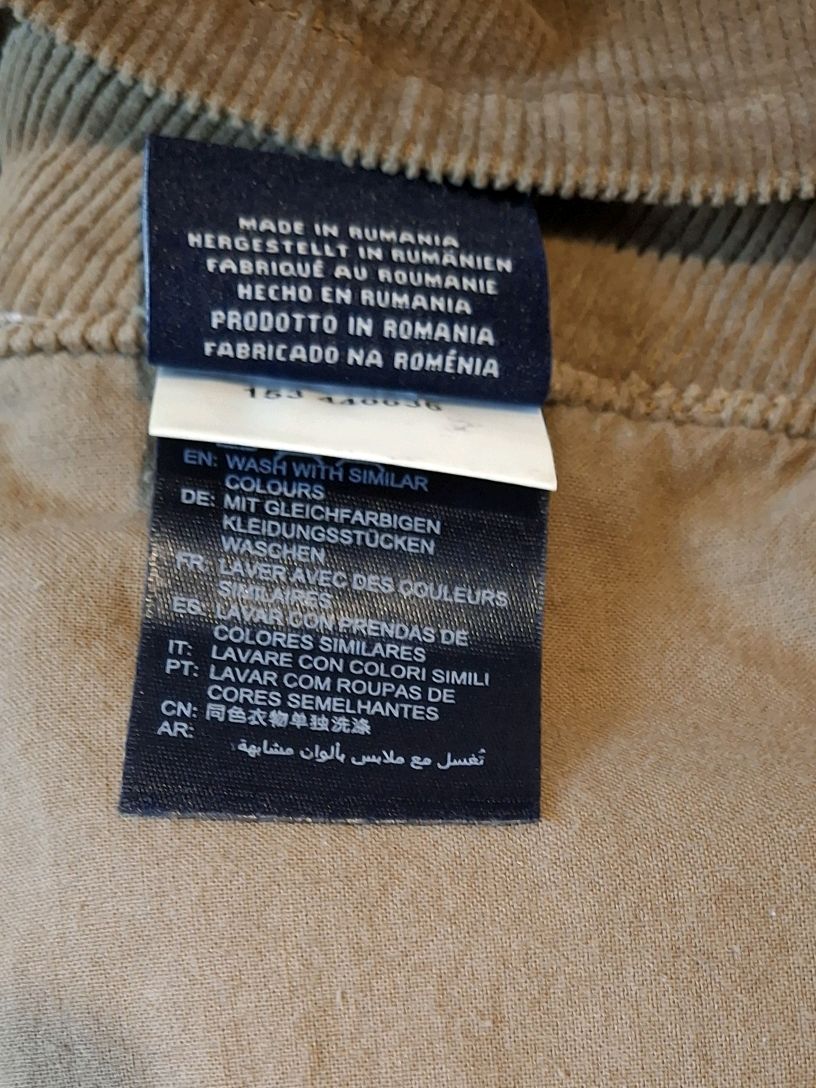 MADE IN RUMANIA
HERGESTELLT IN RUMÄNIEN
FABRIQUÉ AU ROUMANIE
HECHO EN RUMANIA
PRODOTTO IN ROMANIA
FABRICADO NA ROMÉNIA
EN: WASH WITH SIMILAR
COLOURS
DE: MIT GLEICHFARBIGEN
KLEIDUNGSSTÜCKEN
WASCHEN
FR: LAVER AVEC DES COULEURS
SIMILAIRES
ES: LAVAR CON PRENDAS DE
COLORES SIMILARES
IT: LAVARE CON COLORI SIMILI
PT: LAVAR COM ROUPAS DE
CORES SEMELHANTES
CN: 同色衣物单独洗涤
AR:
تُغسل مع ملابس بألوان مشابهة.